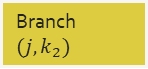 Branch
(j, k₂)